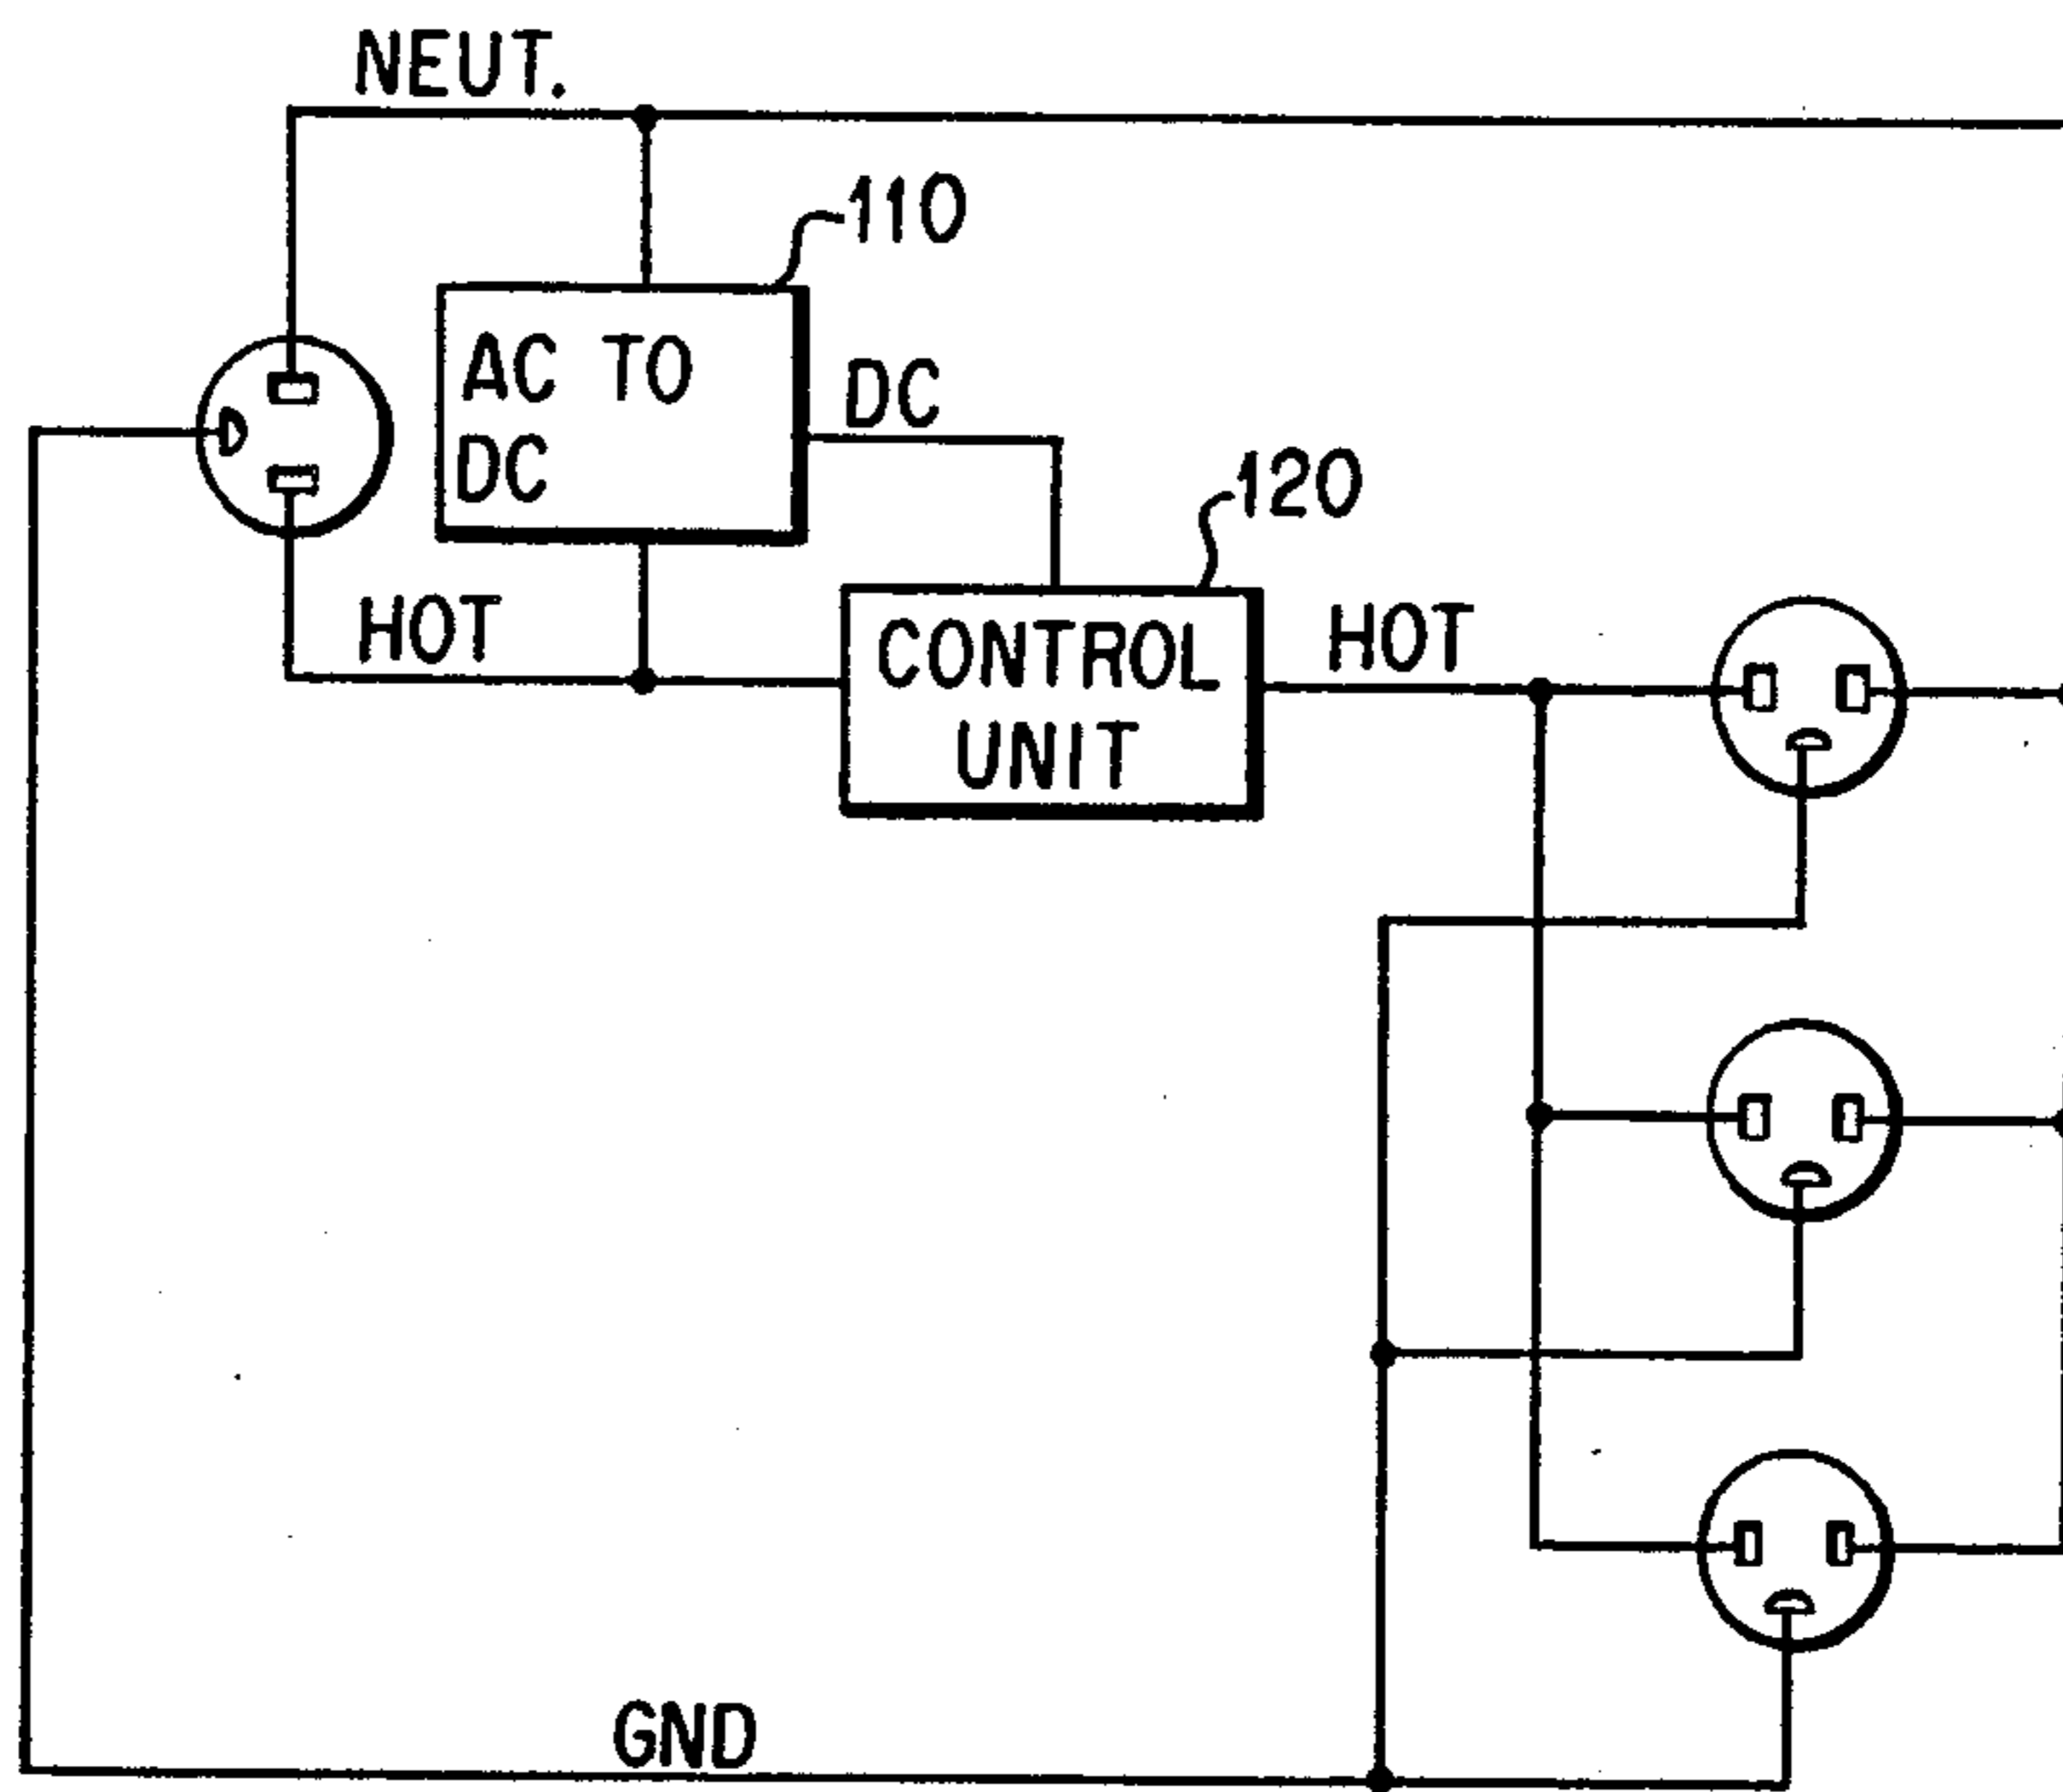 NEUT.
110
AC TO
DC
DC
120
HOT
CONTROL
UNIT
HOT
GND